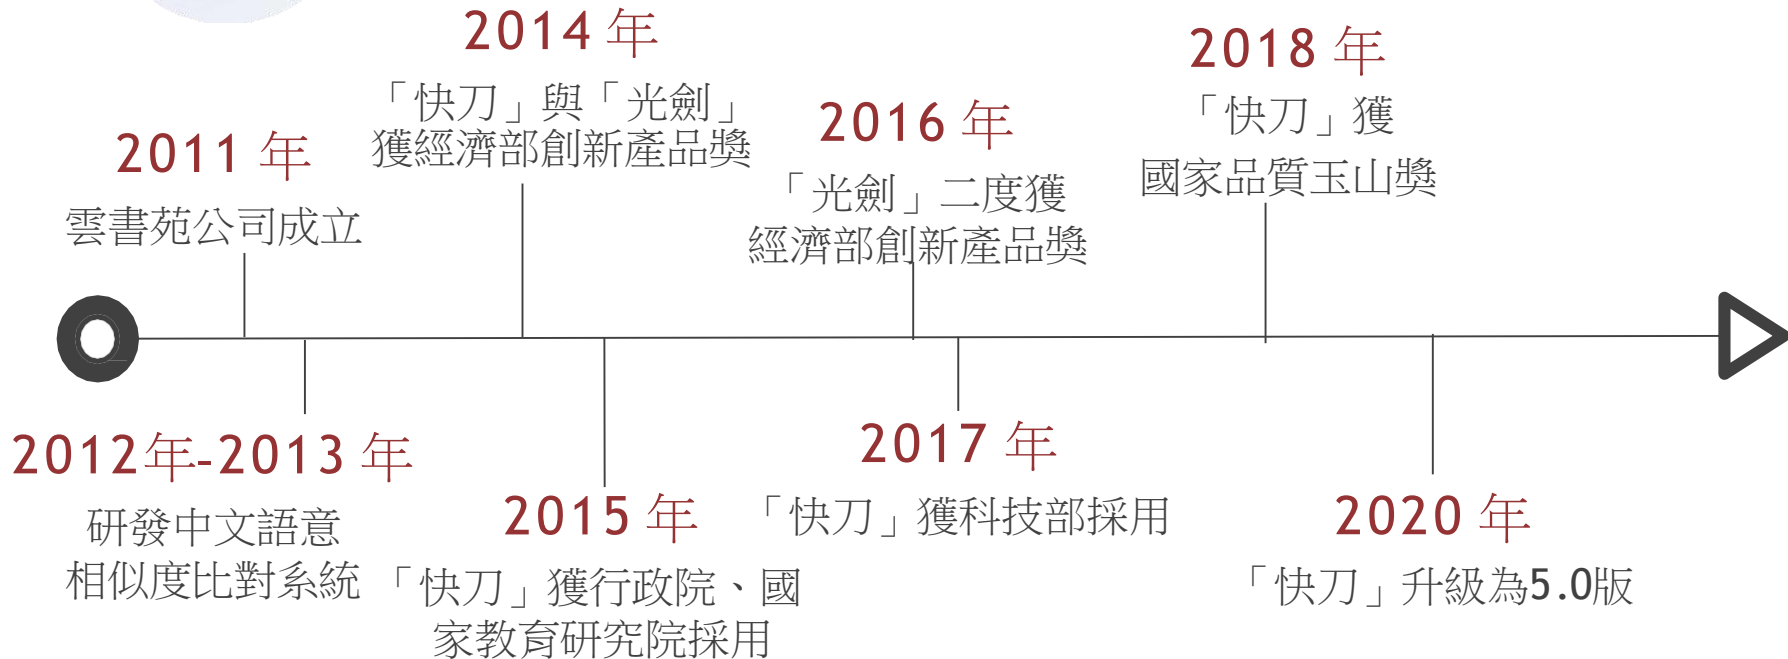 2011 年
雲書苑公司成立
2012年-2013 年
研發中文語意
相似度比對系統
2014 年
「快刀」與「光劍」
獲經濟部創新產品獎
2015 年
「快刀」獲行政院、國
家教育研究院採用
2016 年
「光劍」二度獲
經濟部創新產品獎
2017 年
「快刀」獲科技部採用
2018 年
「快刀」獲
國家品質玉山獎
2020 年
「快刀」升級為5.0版